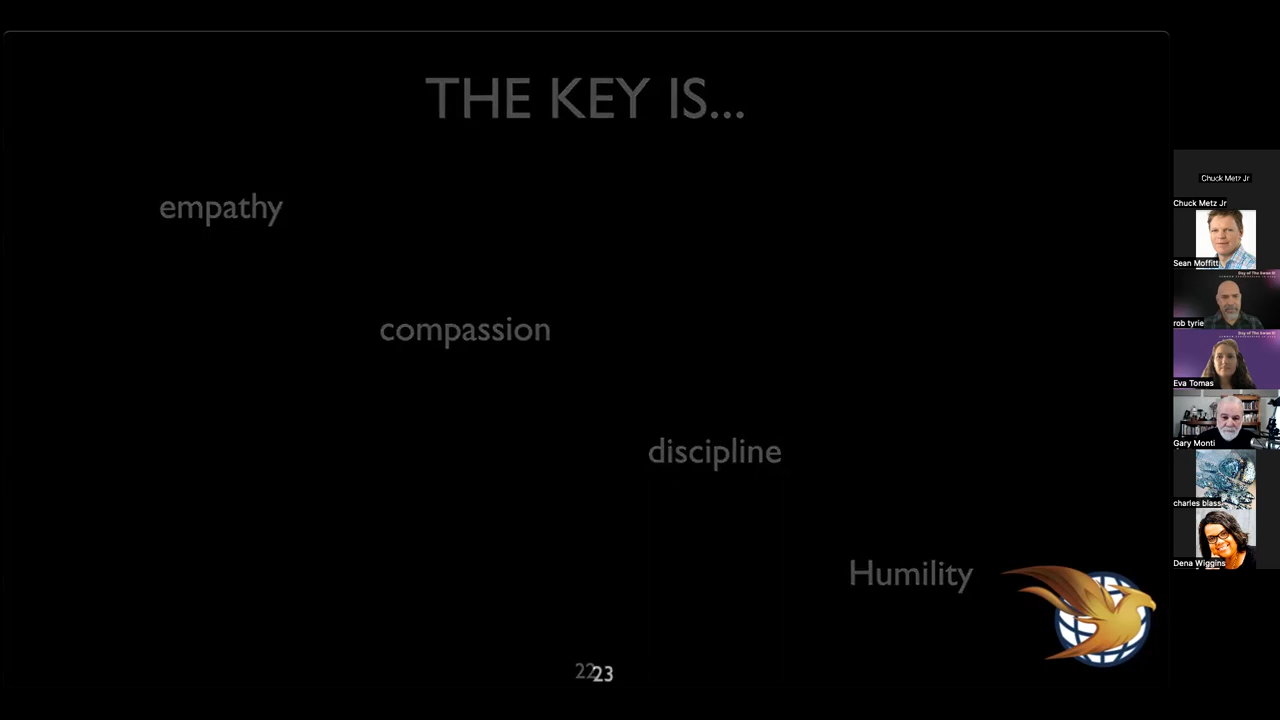 THE KEY IS...
empathy
compassion
discipline
Humility
22
23
Chuck Metz Jr
Chuck Metz Jr
Sean Moffitt
rob tyrie
Eva Tomas
Gary Monti
charles blass
Dena Wiggins